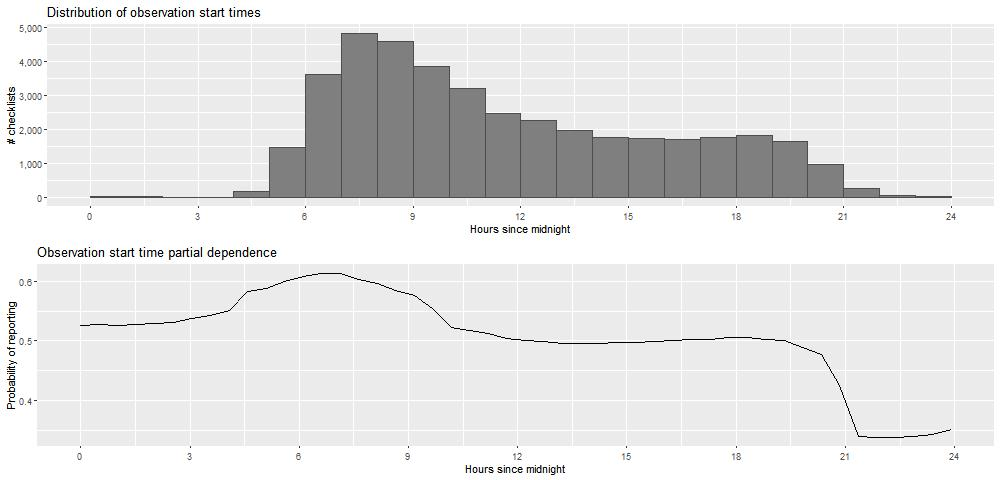 Distribution of observation start times
5,000
4,000
3,000
2,000
1,000
0
# checklists
0 3 6 9 12 15 18 21 24
Hours since midnight
Observation start time partial dependence
0.6
0.5
0.4
Probability of reporting
0 3 6 9 12 15 18 21 24
Hours since midnight